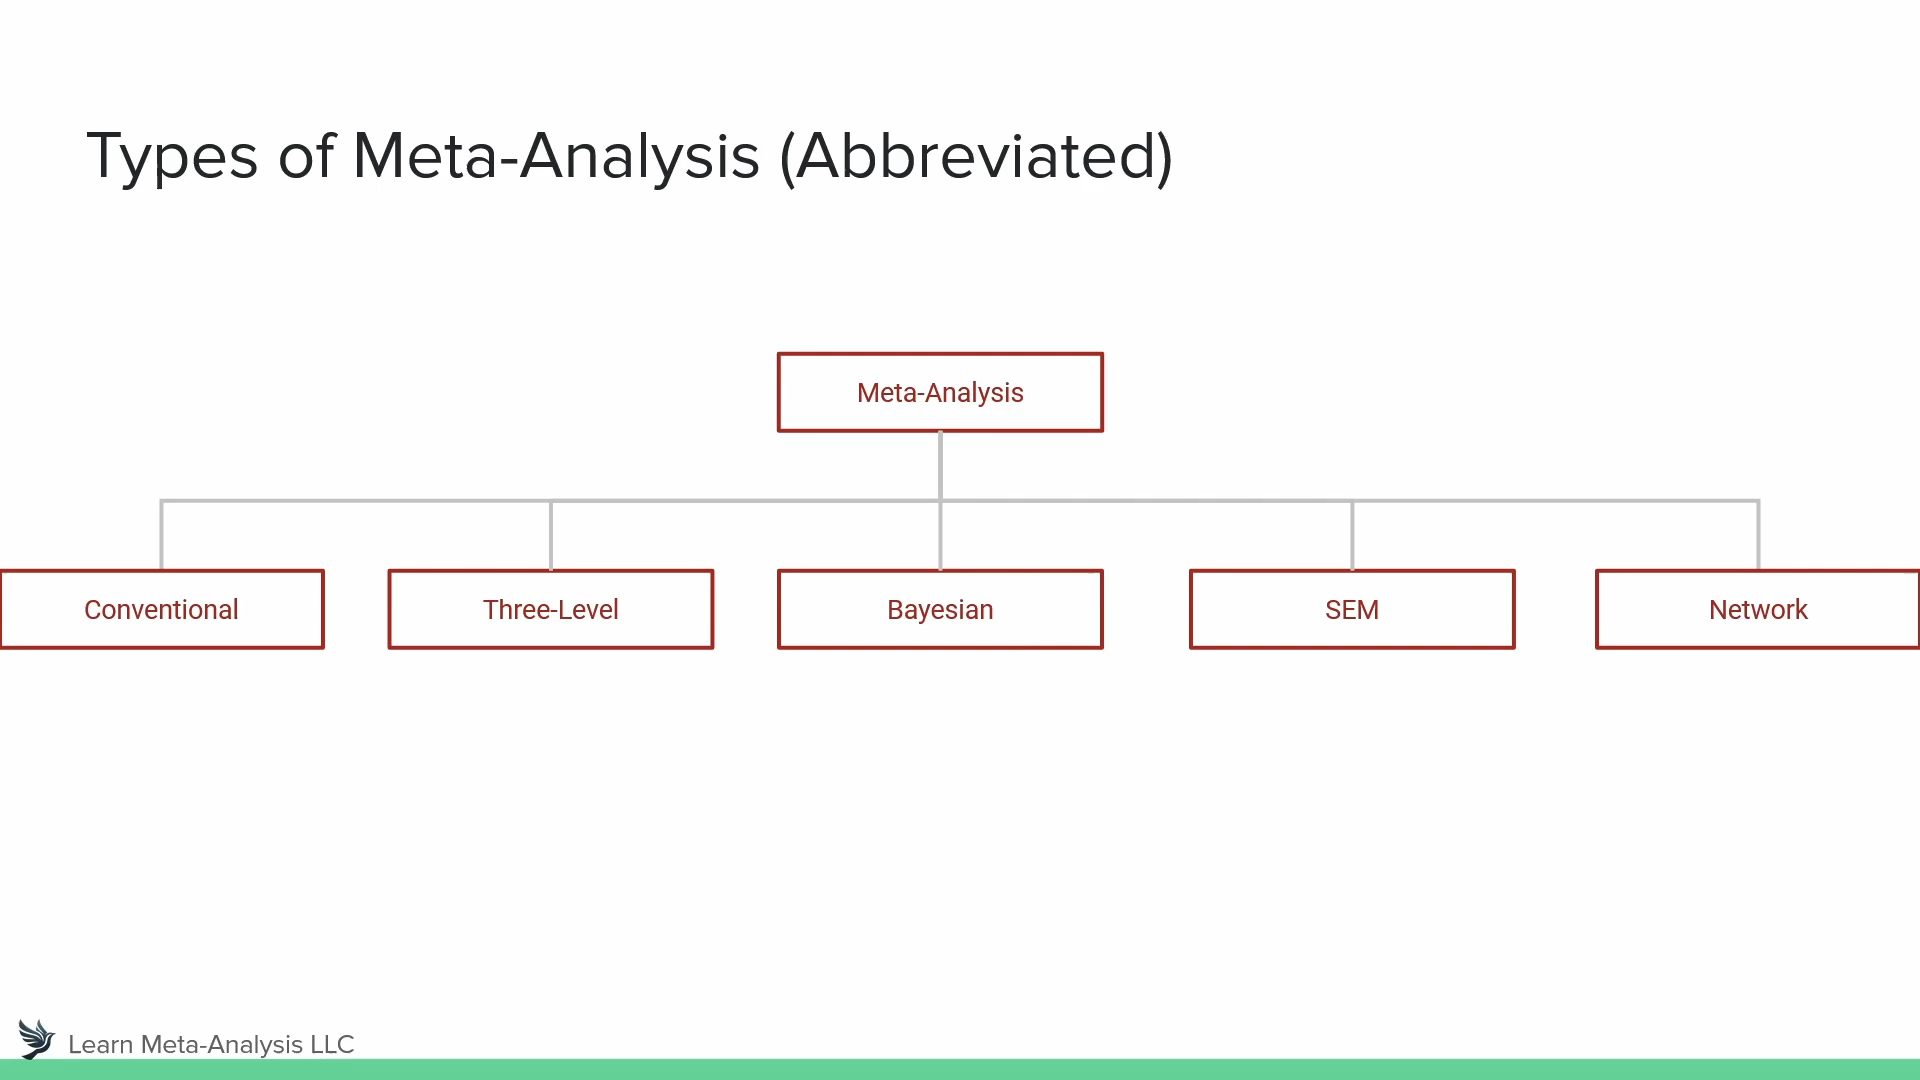 Types of Meta-Analysis (Abbreviated)
Meta-Analysis
Conventional
Three-Level
Bayesian
SEM
Network
Learn Meta-Analysis LLC